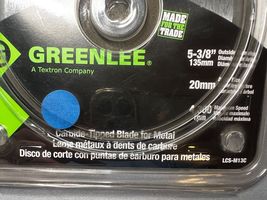 MADE
FOR THE
TRADE
GREENLEE®
A Textron Company
5-3/8" Outside
135mm
20mm
Carbide-Tipped Blade for Metal
Lame métaux à dents de carbure
Disco de corte con puntas de carburo para metales
LCS-M13C